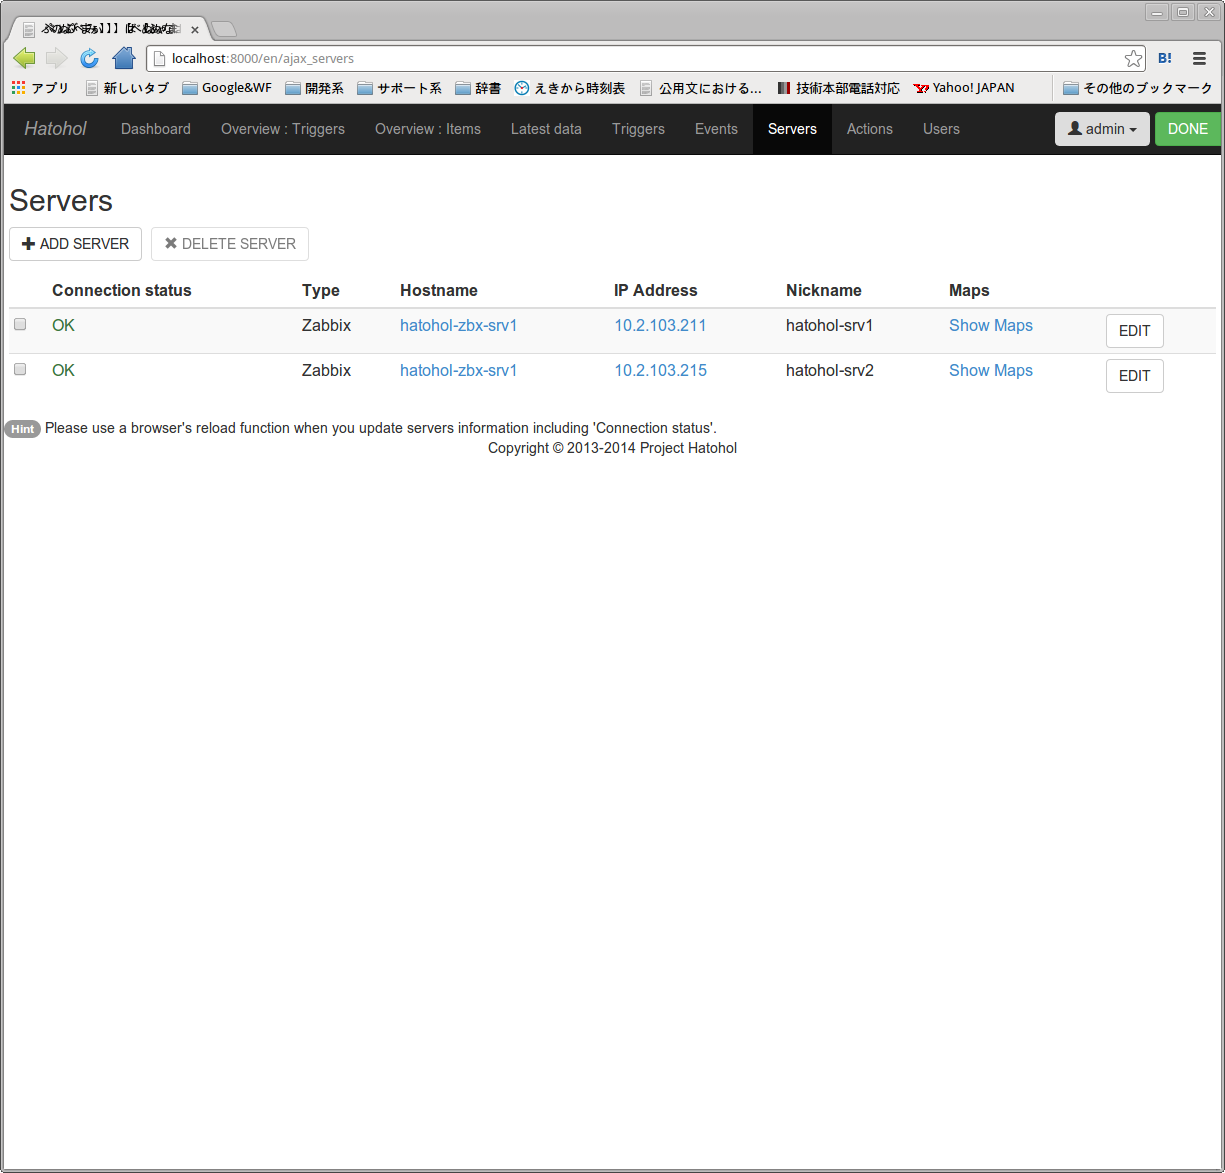 localhost:8000/en/ajax_servers
B!
アプリ 新しいタブ Google&WF 開発系 サポート系 辞書 えきから時刻表 公用文における... 技術本部電話対応 Yahoo! JAPAN その他のブックマーク
Hatohol Dashboard Overview : Triggers Overview : Items Latest data Triggers Events Servers Actions Users admin DONE
Servers
ADD SERVER DELETE SERVER
Connection status Type Hostname IP Address Nickname Maps
OK Zabbix hatohol-zbx-srv1 10.2.103.211 hatohol-srv1 Show Maps EDIT
OK Zabbix hatohol-zbx-srv1 10.2.103.215 hatohol-srv2 Show Maps EDIT
Hint Please use a browser's reload function when you update servers information including 'Connection status'.
Copyright © 2013-2014 Project Hatohol